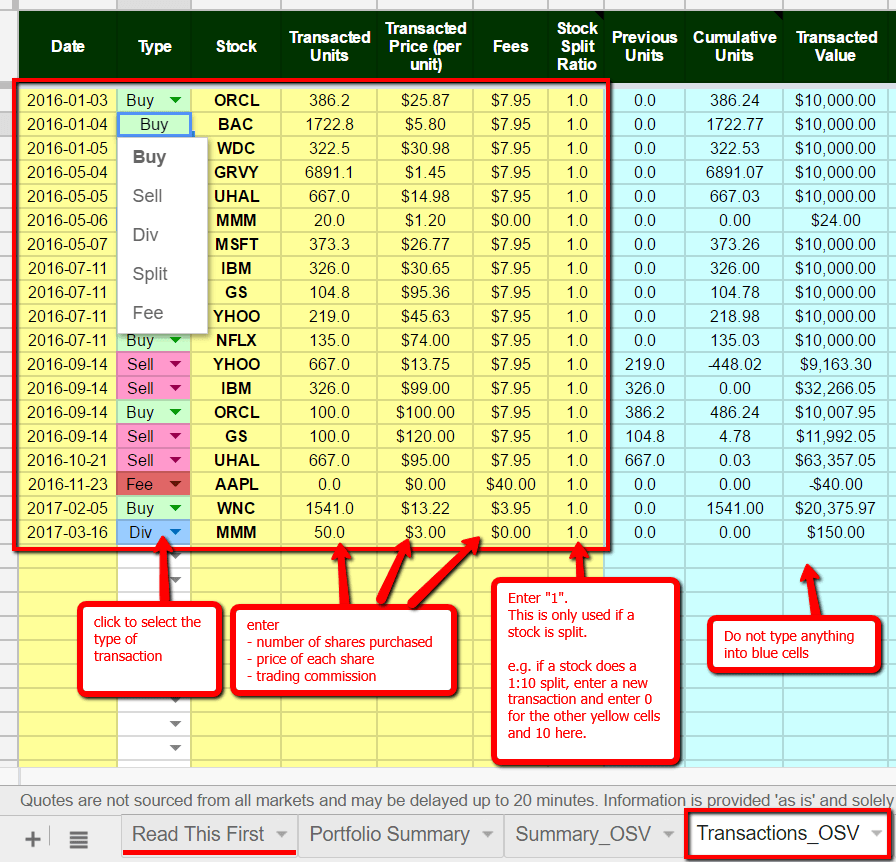 Date Type Stock Transacted Units Transacted Price (per unit) Fees Stock Split Ratio Previous Units Cumulative Units Transacted Value
2016-01-03 Buy ORCL 386.2 $25.87 $7.95 1.0 0.0 386.24 $10,000.00
2016-01-04 Buy BAC 1722.8 $5.80 $7.95 1.0 0.0 1722.77 $10,000.00
2016-01-05 WDC 322.5 $30.98 $7.95 1.0 0.0 322.53 $10,000.00
2016-05-04 GRVY 6891.1 $1.45 $7.95 1.0 0.0 6891.07 $10,000.00
2016-05-05 UHAL 667.0 $14.98 $7.95 1.0 0.0 667.03 $10,000.00
2016-05-06 MMM 20.0 $1.20 $0.00 1.0 0.0 0.00 $24.00
2016-05-07 MSFT 373.3 $26.77 $7.95 1.0 0.0 373.26 $10,000.00
2016-07-11 IBM 326.0 $30.65 $7.95 1.0 0.0 326.00 $10,000.00
2016-07-11 GS 104.8 $95.36 $7.95 1.0 0.0 104.78 $10,000.00
2016-07-11 YHOO 219.0 $45.63 $7.95 1.0 0.0 218.98 $10,000.00
2016-07-11 Buy NFLX 135.0 $74.00 $7.95 1.0 0.0 135.03 $10,000.00
2016-09-14 Sell YHOO 667.0 $13.75 $7.95 1.0 219.0 -448.02 $9,163.30
2016-09-14 Sell IBM 326.0 $99.00 $7.95 1.0 326.0 0.00 $32,266.05
2016-09-14 Buy ORCL 100.0 $100.00 $7.95 1.0 386.2 486.24 $10,007.95
2016-09-14 Sell GS 100.0 $120.00 $7.95 1.0 104.8 4.78 $11,992.05
2016-10-21 Sell UHAL 667.0 $95.00 $7.95 1.0 667.0 0.03 $63,357.05
2016-11-23 Fee AAPL 0.0 $0.00 $40.00 1.0 0.0 0.00 -$40.00
2017-02-05 Buy WNC 1541.0 $13.22 $3.95 1.0 0.0 1541.00 $20,375.97
2017-03-16 Div MMM 50.0 $3.00 $0.00 1.0 0.0 0.00 $150.00
Buy
Sell
Div
Split
Fee
click to select the
type of
transaction
enter
- number of shares purchased
- price of each share
- trading commission
Enter "1".
This is only used if a
stock is split.
e.g. if a stock does a
1:10 split, enter a new
transaction and enter 0
for the other yellow cells
and 10 here.
Do not type anything
into blue cells
Quotes are not sourced from all markets and may be delayed up to 20 minutes. Information is provided 'as is' and solely
Read This First Portfolio Summary Summary_OSV Transactions_OSV